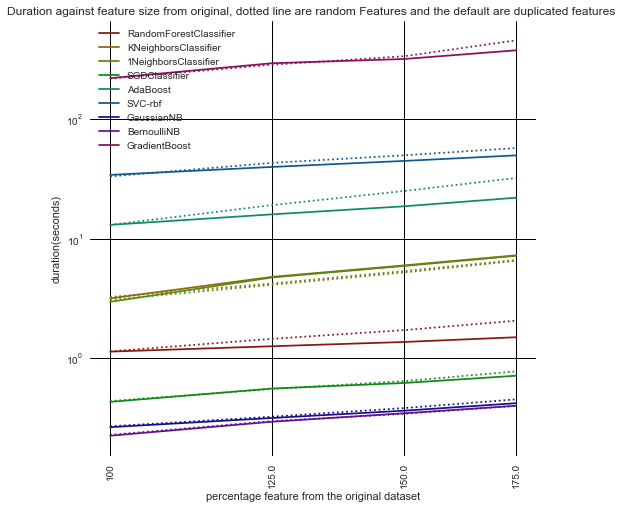 Duration against feature size from original, dotted line are random Features and the default are duplicated features
RandomForestClassifier
KNeighborsClassifier
1NeighborsClassifier
SGDClassifier
AdaBoost
SVC-rbf
GaussianNB
BernoulliNB
GradientBoost
10²
10¹
10⁰
duration(seconds)
100
125.0
150.0
175.0
percentage feature from the original dataset